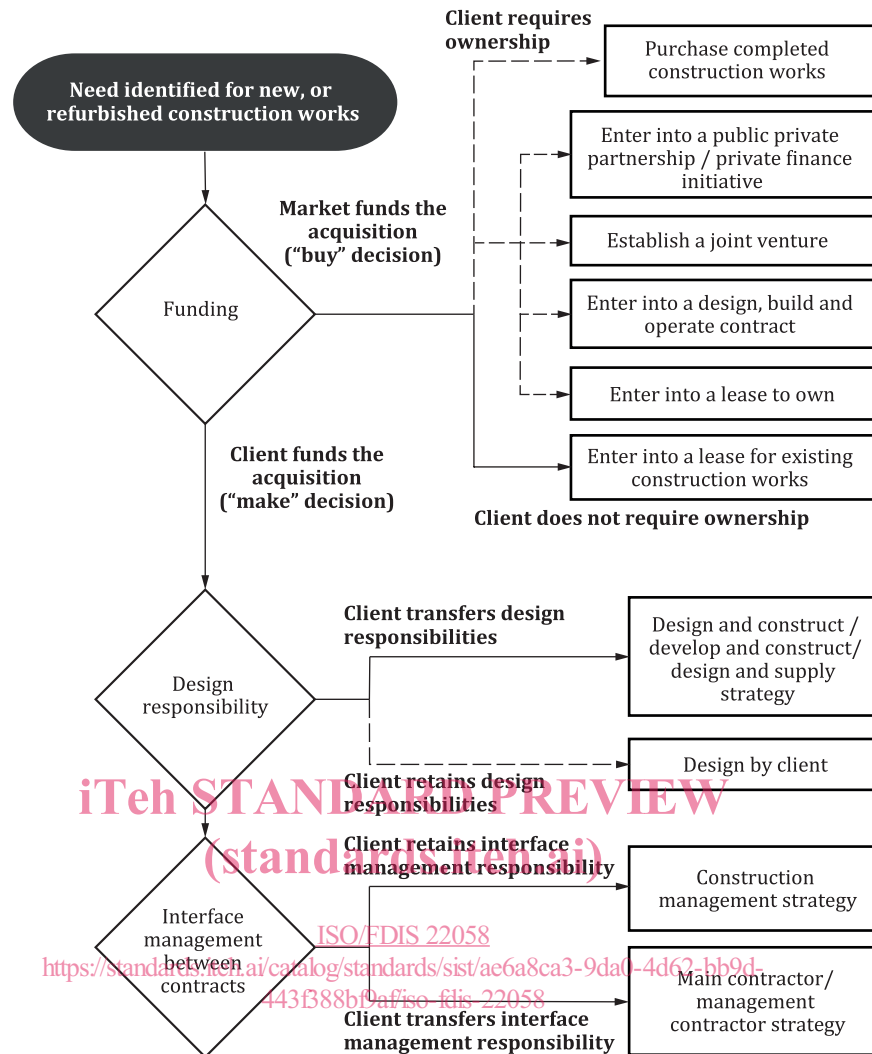 Client requires
ownership
Purchase completed
construction works
Need identified for new, or
refurbished construction works
Enter into a public private
partnership / private finance
initiative
Market funds the
acquisition
(“buy” decision)
Establish a joint venture
Funding
Enter into a design, build and
operate contract
Enter into a lease to own
Client funds the
acquisition
(“make” decision)
Enter into a lease for existing
construction works
Client does not require ownership
Client transfers design
responsibilities
Design and construct /
develop and construct/
design and supply
strategy
Design
responsibility
Design by client
Client retains design
responsibilities
iTeh STANDARD PREVIEW
(standards.iteh.ai)
Client retains interface
management responsibility
Construction
management strategy
Interface
management
between
contracts
ISO/FDIS 22058
https://standards.iteh.ai/catalog/standards/sist/ae6a8ca3-9da0-4d62-bb9d-
443f388bf9af/iso-fdis-22058
Main contractor/
management
contractor strategy
Client transfers interface
management responsibility